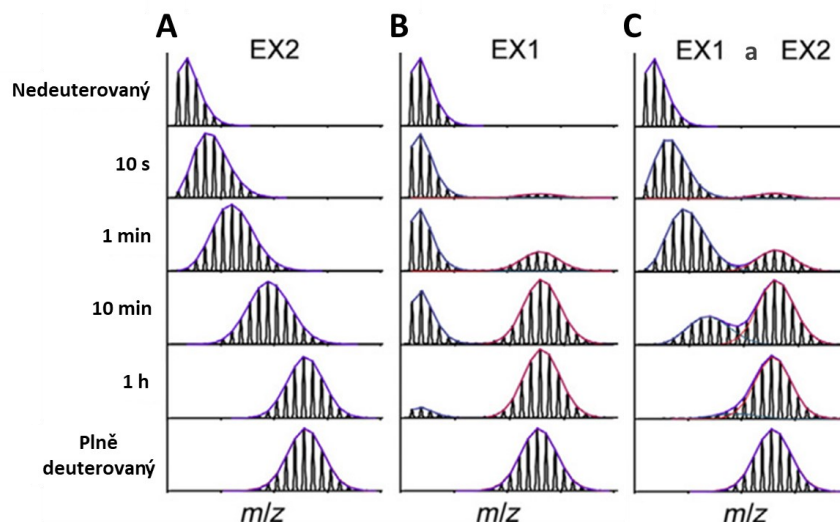 A B C
EX2 EX1 EX1 a EX2
Nedeuterovaný
10 s
1 min
10 min
1 h
Plně
deuterovaný
m/z m/z m/z